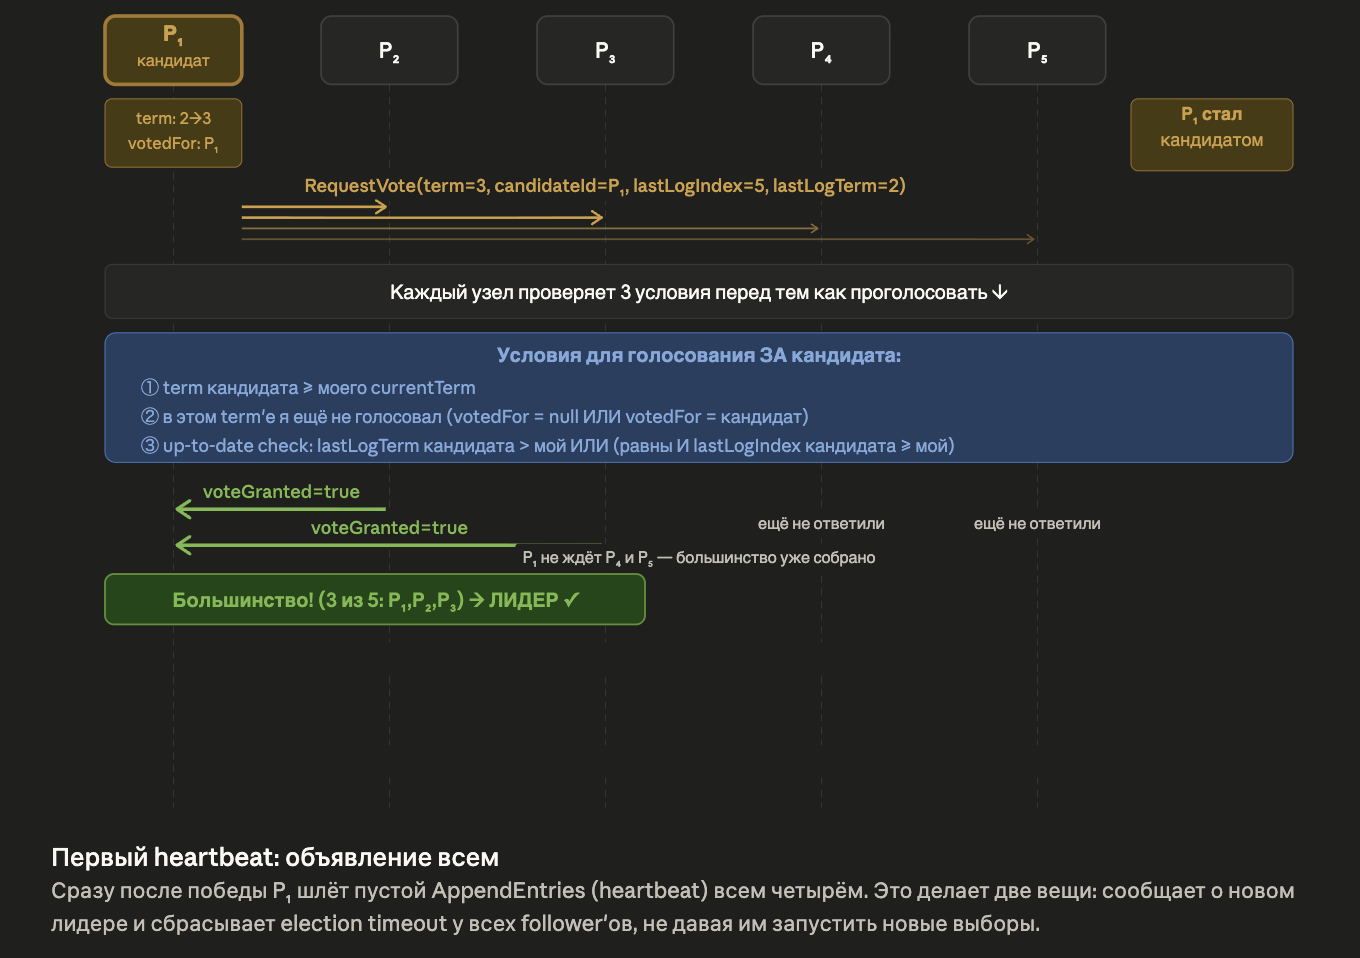 P₁
кандидат
P₂
P₃
P₄
P₅
term: 2→3
votedFor: P₁
P₁ стал
кандидатом
RequestVote(term=3, candidateId=P₁, lastLogIndex=5, lastLogTerm=2)
Каждый узел проверяет 3 условия перед тем как проголосовать ↓
Условия для голосования ЗА кандидата:
① term кандидата ≥ моего currentTerm
② в этом term'е я ещё не голосовал (votedFor = null ИЛИ votedFor = кандидат)
③ up-to-date check: lastLogTerm кандидата > мой ИЛИ (равны И lastLogIndex кандидата ≥ мой)
voteGranted=true
voteGranted=true
ещё не ответили
ещё не ответили
P₁ не ждёт P₄ и P₅ — большинство уже собрано
Большинство! (3 из 5: P₁,P₂,P₃) → ЛИДЕР ✓
Первый heartbeat: объявление всем
Сразу после победы P₁ шлёт пустой AppendEntries (heartbeat) всем четырём. Это делает две вещи: сообщает о новом
лидере и сбрасывает election timeout у всех follower'ов, не давая им запустить новые выборы.